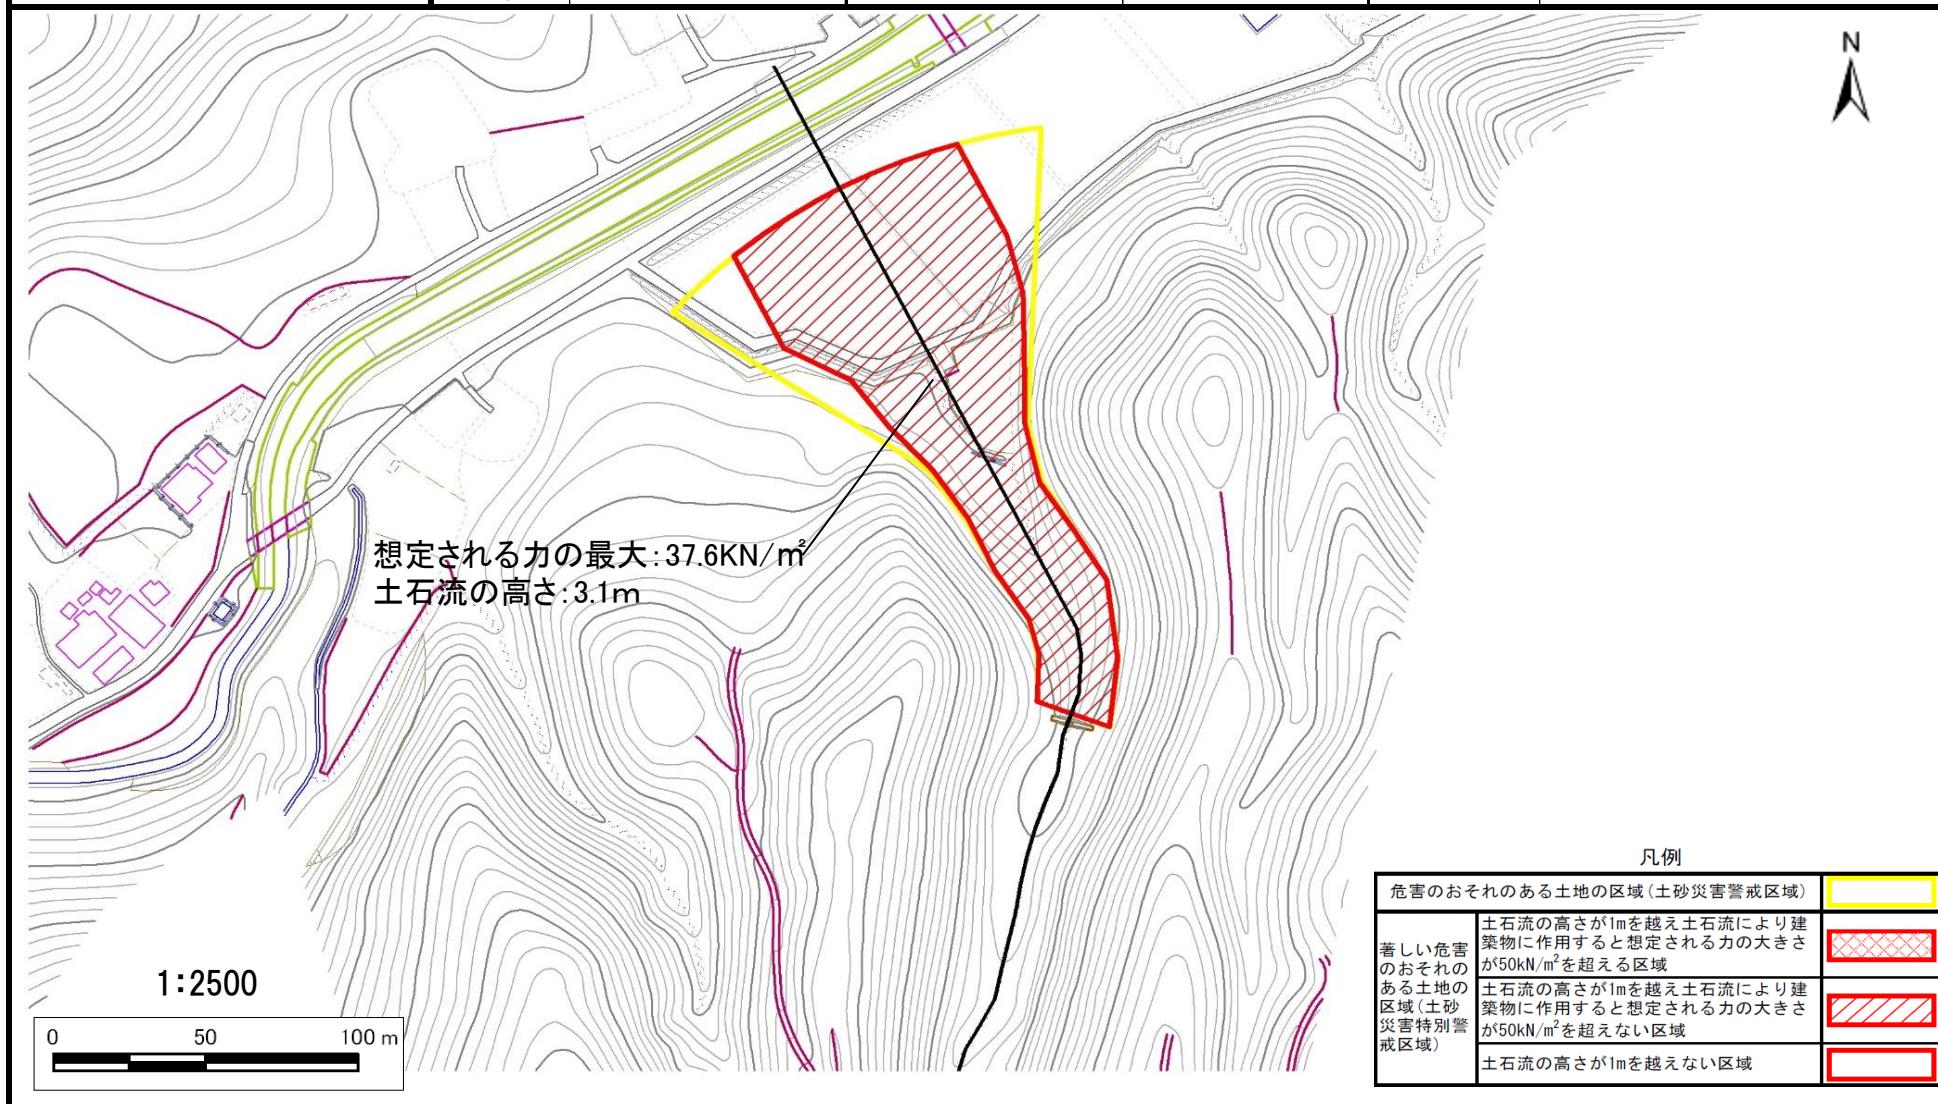 N
想定される力の最大:37.6KN/㎡
土石流の高さ:3.1m
1:2500
0 50 100 m
凡例
危害のおそれのある土地の区域(土砂災害警戒区域)
著しい危害
のおそれの
ある土地の
区域(土砂
災害特別警
戒区域)
土石流の高さが1mを越え土石流により建
築物に作用すると想定される力の大きさ
が50kN/m²を超える区域
土石流の高さが1mを越え土石流により建
築物に作用すると想定される力の大きさ
が50kN/m²を超えない区域
土石流の高さが1mを越えない区域